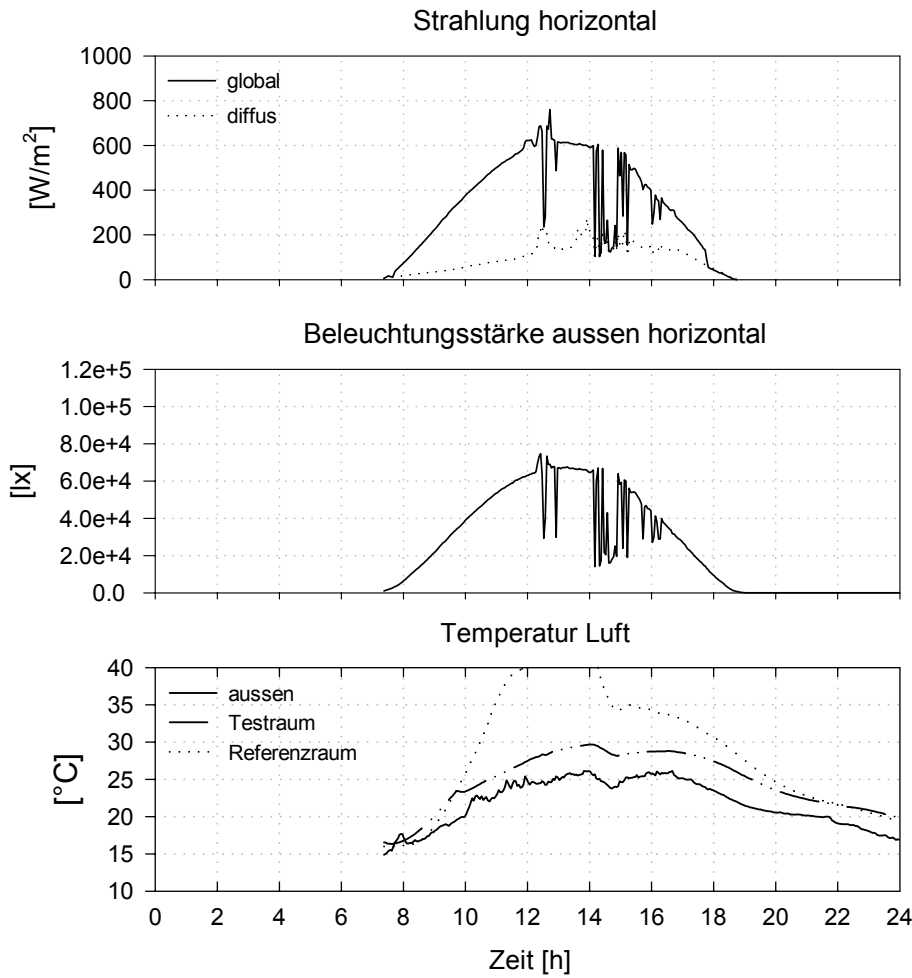 Strahlung horizontal
1000
800
600
400
200
0
[W/m²]
global
diffus
Beleuchtungsstärke aussen horizontal
1.2e+5
1.0e+5
8.0e+4
6.0e+4
4.0e+4
2.0e+4
0.0
[lx]
Temperatur Luft
40
35
30
25
20
15
10
[°C]
aussen
Testraum
Referenzraum
0 2 4 6 8 10 12 14 16 18 20 22 24
Zeit [h]